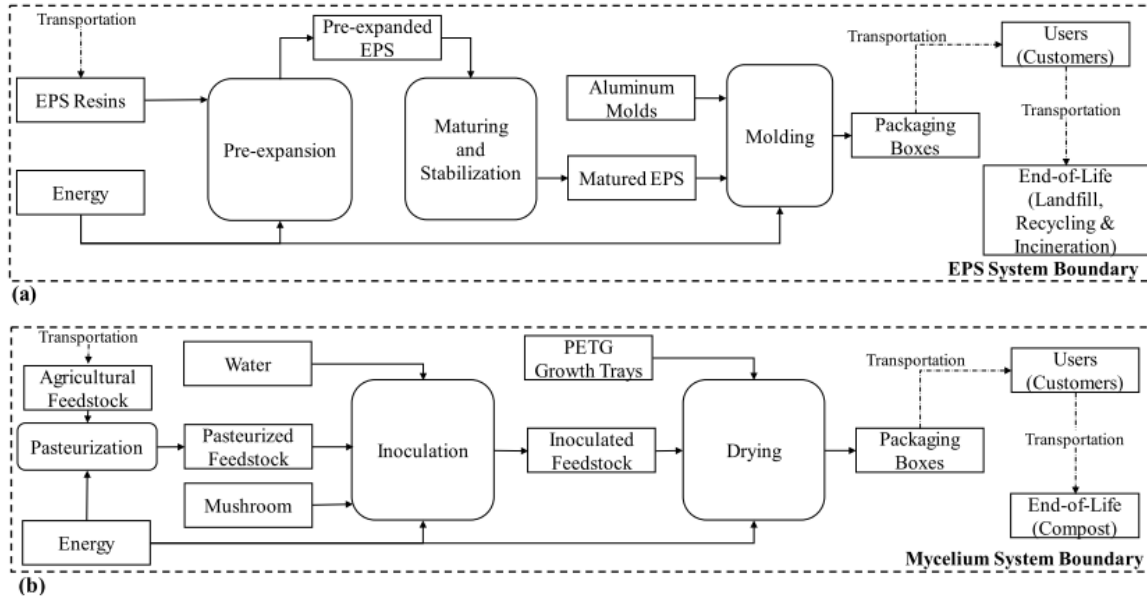 Transportation
EPS Resins
Energy
Pre-expansion
Pre-expanded
EPS
Maturing
and
Stabilization
Aluminum
Molds
Matured EPS
Molding
Packaging
Boxes
Transportation
Users
(Customers)
Transportation
End-of-Life
(Landfill,
Recycling &
Incineration)
EPS System Boundary
(a)
Transportation
Agricultural
Feedstock
Pasteurization
Energy
Water
Pasteurized
Feedstock
Mushroom
Inoculation
PETG
Growth Trays
Inoculated
Feedstock
Drying
Packaging
Boxes
Transportation
Users
(Customers)
Transportation
End-of-Life
(Compost)
Mycelium System Boundary
(b)